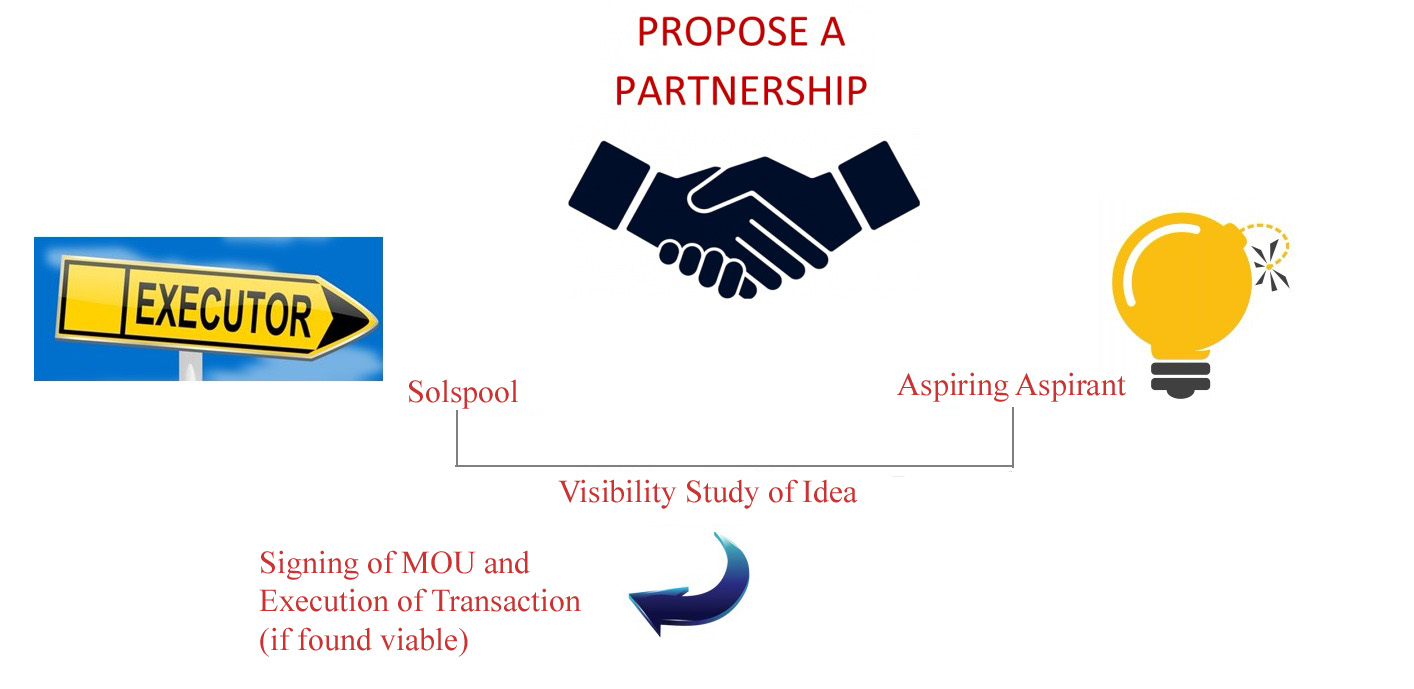 PROPOSE A
PARTNERSHIP
EXECUTOR
Solspool
Aspiring Aspirant
Visibility Study of Idea
Signing of MOU and
Execution of Transaction
(if found viable)